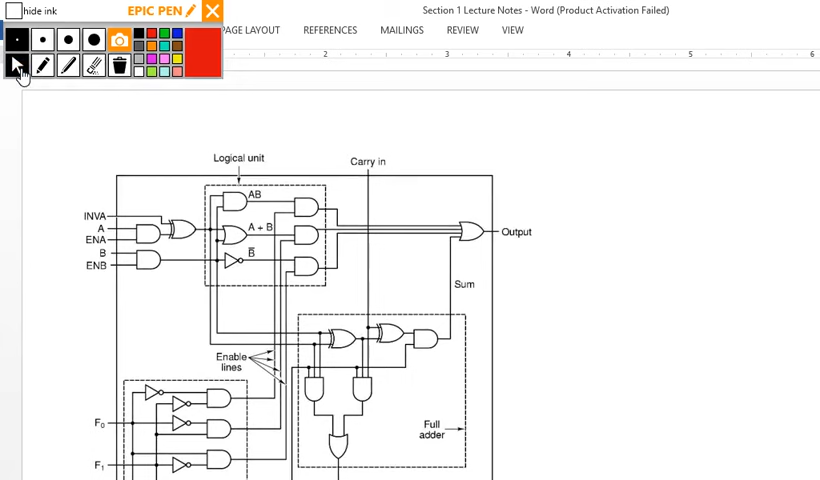 hide ink
EPIC PEN
Section 1 Lecture Notes - Word (Product Activation Failed)
PAGE LAYOUT
REFERENCES
MAILINGS
REVIEW
VIEW
2
3
4
5
6
Logical unit
Carry in
AB
INVA
A
A + B
Output
ENA
B
B̅
ENB
Sum
Enable
lines
F₀
Full
adder
F₁